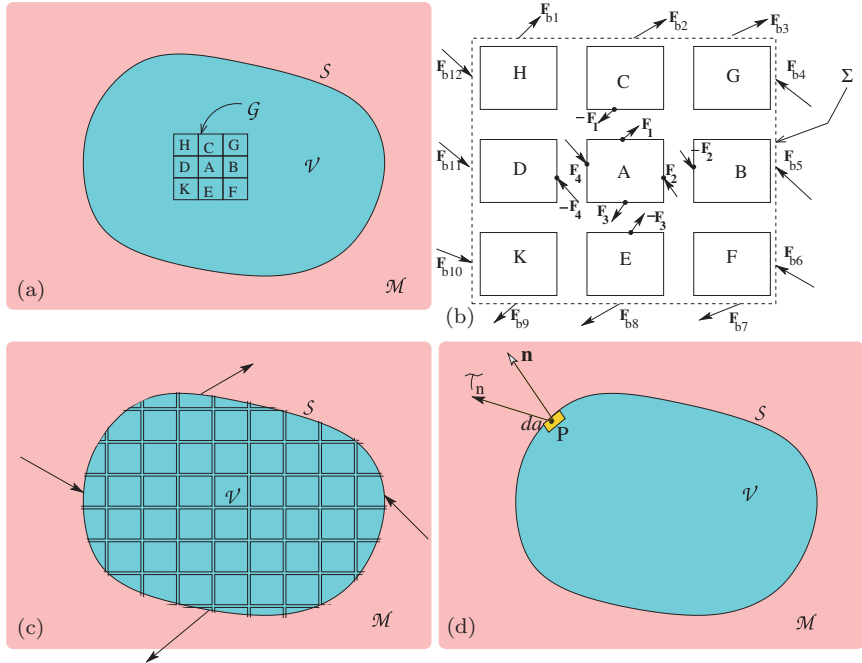 S
G
H C G
D A B
K E F
V
(a)
M
F_b1
F_b2
F_b3
F_b12
H
C
G
F_b4
Σ
−F_1
F_1
−F_2
F_b11
D
F_4
A
F_2
B
F_b5
−F_4
F_3
−F_3
F_b10
K
E
F
F_b6
(b)
F_b9
F_b8
F_b7
S
V
(c)
M
n
𝒯_n
da
P
S
V
(d)
M